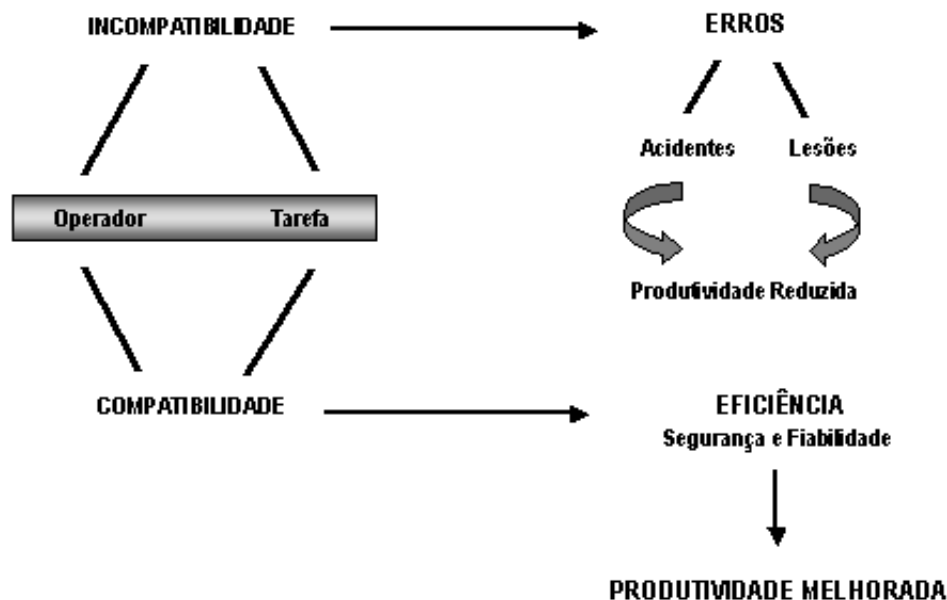 INCOMPATIBILIDADE
ERROS
Acidentes
Lesões
Operador
Tarefa
Produtividade Reduzida
COMPATIBILIDADE
EFICIÊNCIA
Segurança e Fiabilidade
PRODUTIVIDADE MELHORADA